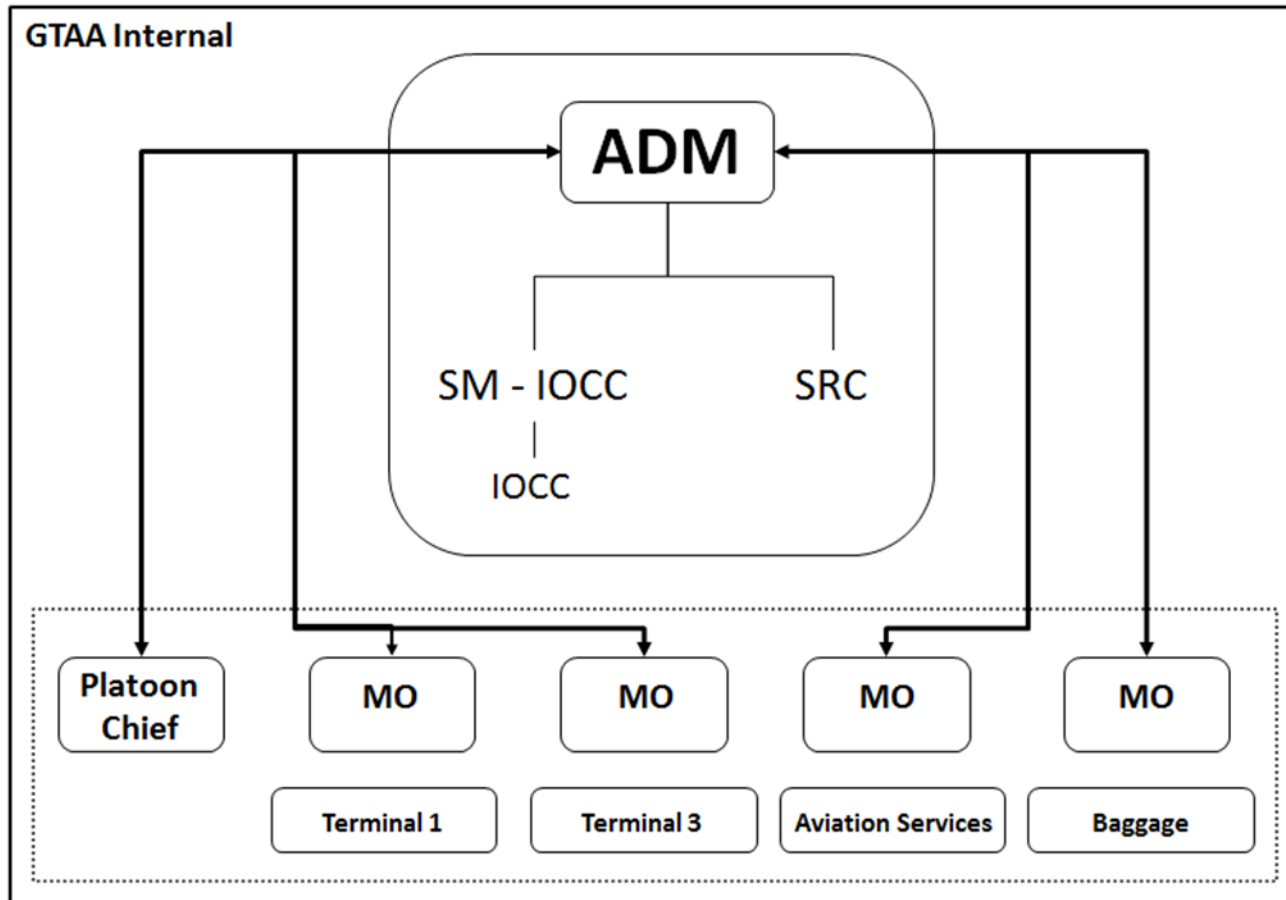 GTAA Internal
ADM
SM - IOCC
SRC
IOCC
Platoon
Chief
MO
MO
MO
MO
Terminal 1
Terminal 3
Aviation Services
Baggage